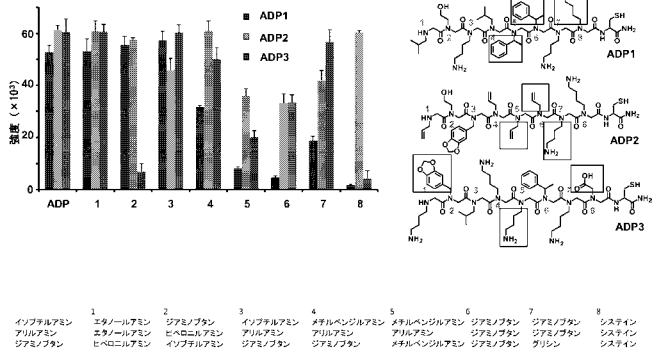 60
40
20
0
強度 (×10³)
ADP1
ADP2
ADP3
ADP 1 2 3 4 5 6 7 8
ADP1
ADP2
ADP3
1 2 3 4 5 6 7 8
イソブチルアミン エタノールアミン ジアミノブタン イソブチルアミン メチルベンジルアミン メチルベンジルアミン ジアミノブタン ジアミノブタン システイン
アリルアミン エタノールアミン ピペロニルアミン アリルアミン アリルアミン アリルアミン ジアミノブタン ジアミノブタン システイン
ジアミノブタン ピペロニルアミン イソブチルアミン ジアミノブタン ジアミノブタン メチルベンジルアミン ジアミノブタン グリシン システイン